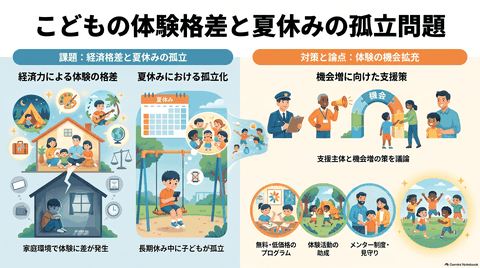 こどもの体験格差と夏休みの孤立問題
課題：経済格差と夏休みの孤立
経済力による体験の格差
家庭環境で体験に差が発生
夏休みにおける孤立化
夏休み
長期休み中に子どもが孤立
対策と論点：体験の機会拡充
機会増に向けた支援策
機会
支援主体と機会増の策を議論
無料・低価格の
プログラム
体験活動の
助成
メンター制度・
見守り